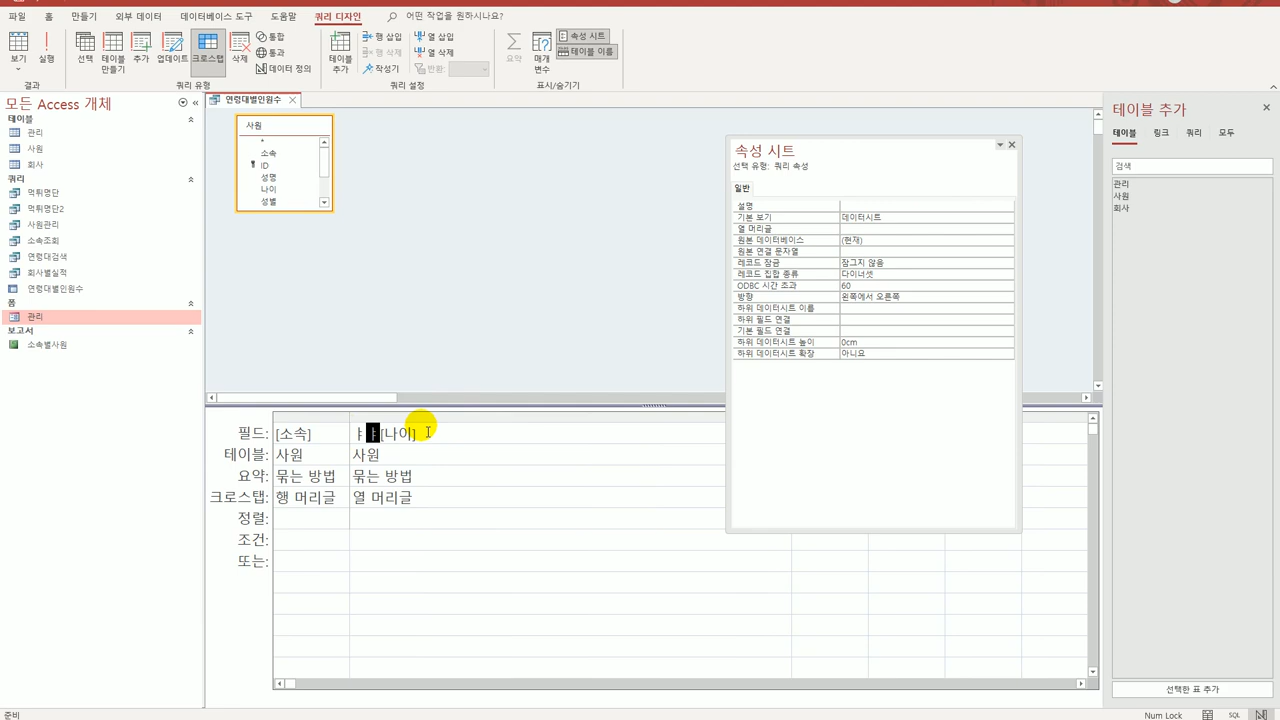 파일 홈 만들기 외부 데이터 데이터베이스 도구 도움말 쿼리 디자인 어떤 작업을 원하시나요?
보기 실행 선택 테이블 만들기 추가 업데이트 크로스탭 삭제 통합 통과 데이터 정의 테이블 추가 행 삽입 행 삭제 작성기 열 삽입 열 삭제 반환: 요약 매개 변수 속성 시트 테이블 이름
결과 쿼리 유형 쿼리 설정 표시/숨기기
모든 Access 개체
테이블
관리
사원
회사
쿼리
먹튀명단
먹튀명단2
사원관리
소속조회
연령대검색
회사별실적
연령대별인원수
폼
관리
보고서
소속별사원
연령대별인원수
사원
*
소속
ID
성명
나이
성별
속성 시트
선택 유형: 쿼리 속성
일반
설명
기본 보기 데이터시트
열 머리글
원본 데이터베이스 (현재)
원본 연결 문자열
레코드 잠금 잠그지 않음
레코드 집합 종류 다이너셋
ODBC 시간 초과 60
방향 왼쪽에서 오른쪽
하위 데이터시트 이름
하위 필드 연결
기본 필드 연결
하위 데이터시트 높이 0cm
하위 데이터시트 확장 아니요
테이블 추가
테이블 링크 쿼리 모두
검색
관리
사원
회사
선택한 표 추가
필드: [소속] ㅑㅑ[나이]
테이블: 사원 사원
요약: 묶는 방법 묶는 방법
크로스탭: 행 머리글 열 머리글
정렬:
조건:
또는:
준비 Num Lock SQL